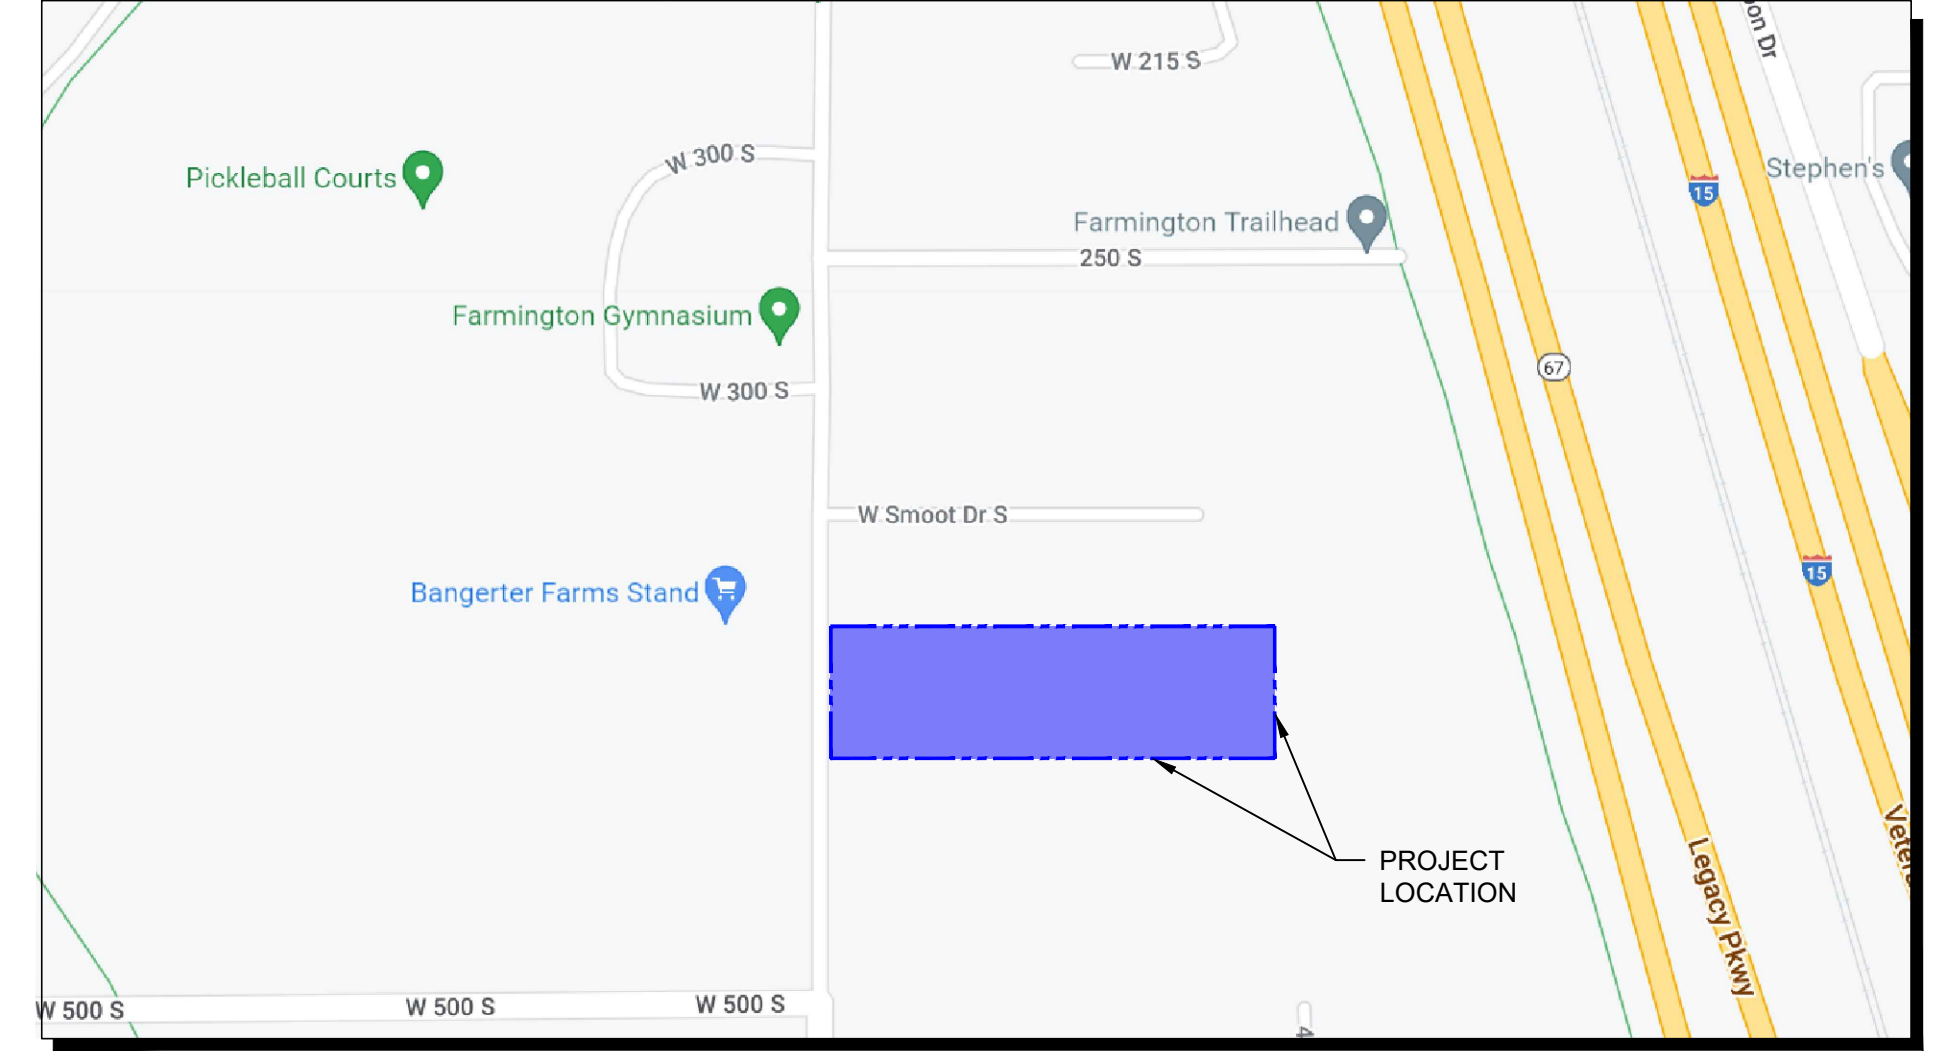 W 215 S
W 300 S
Pickleball Courts
Stephen's
15
Farmington Trailhead
250 S
Farmington Gymnasium
67
W 300 S
W Smoot Dr S
15
Bangerter Farms Stand
PROJECT
LOCATION
Legacy Pkwy
W 500 S
W 500 S
W 500 S
4